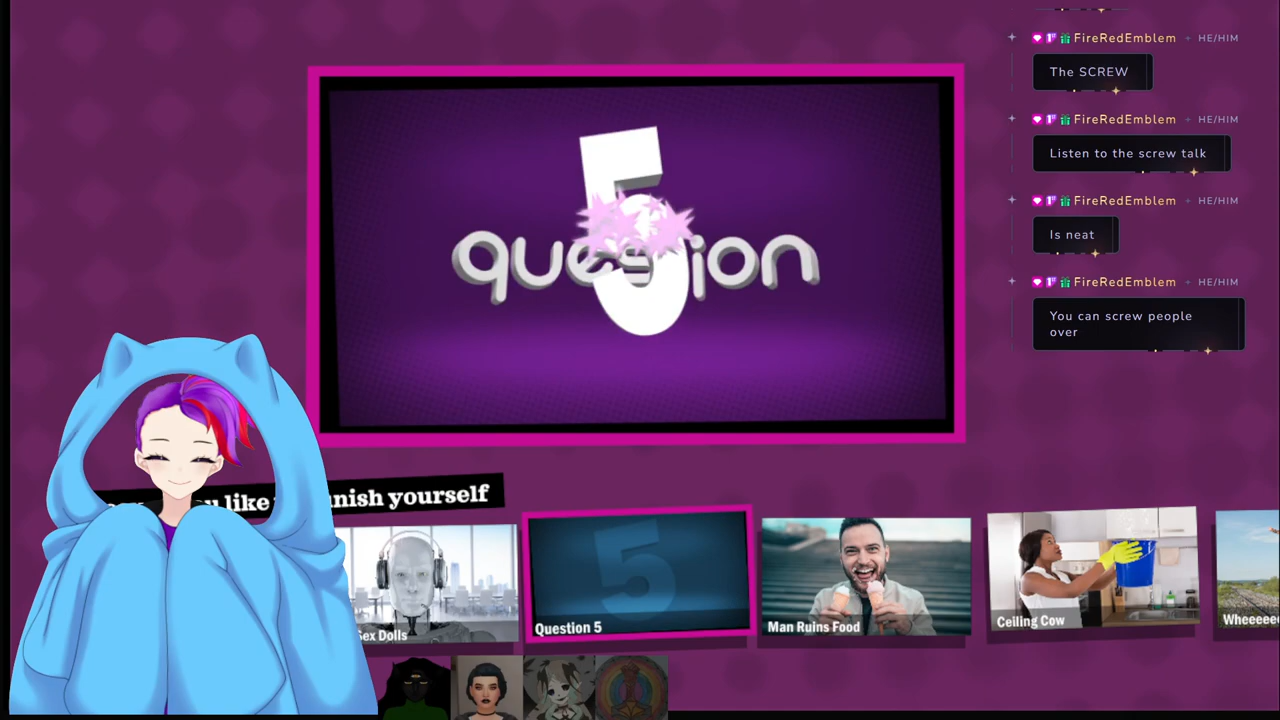 FireRedEmblem HE/HIM
The SCREW
FireRedEmblem HE/HIM
Listen to the screw talk
FireRedEmblem HE/HIM
Is neat
FireRedEmblem HE/HIM
You can screw people
over
5
question
like
yourself
Sex Dolls
5
Question 5
Man Ruins Food
Ceiling Cow